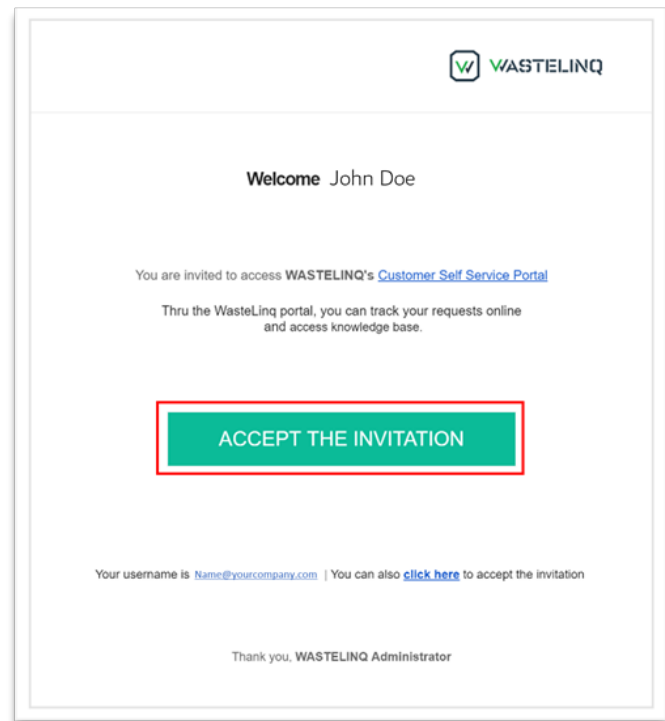 WASTELINQ
Welcome John Doe
You are invited to access WASTELINQ's Customer Self Service Portal
Thru the WasteLinq portal, you can track your requests online
and access knowledge base.
ACCEPT THE INVITATION
Your username is Name@yourcompany.com | You can also click here to accept the invitation
Thank you, WASTELINQ Administrator